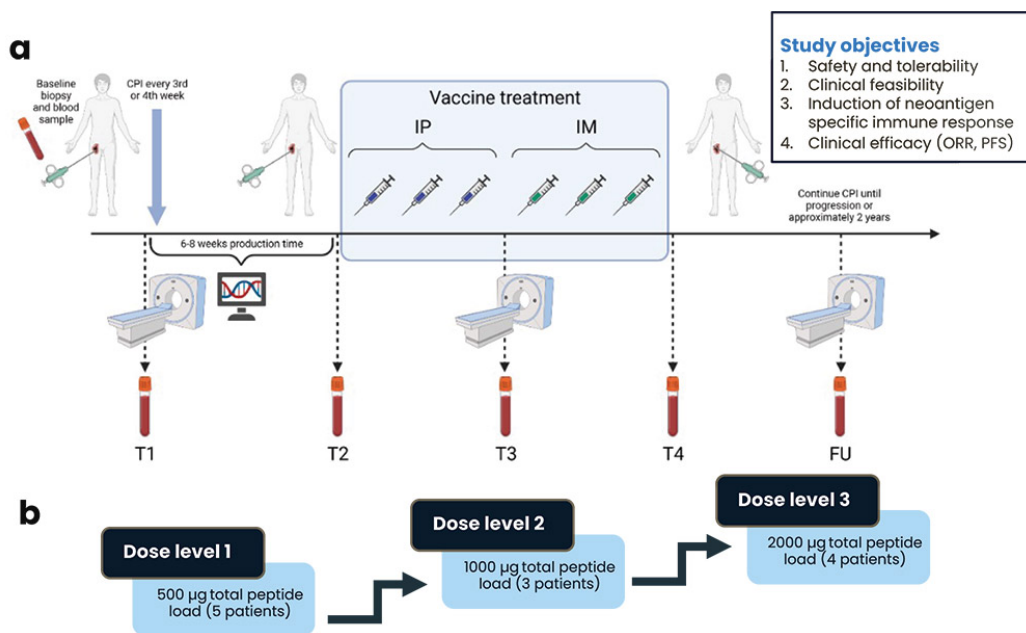 a
Baseline
biopsy
and blood
sample
CPI every 3rd
or 4th week
Vaccine treatment
IP
IM
Study objectives
1. Safety and tolerability
2. Clinical feasibility
3. Induction of neoantigen
specific immune response
4. Clinical efficacy (ORR, PFS)
Continue CPI until
progression or
approximately 2 years
6-8 weeks production time
T1
T2
T3
T4
FU
b
Dose level 1
500 µg total peptide
load (5 patients)
Dose level 2
1000 µg total peptide
load (3 patients)
Dose level 3
2000 µg total peptide
load (4 patients)